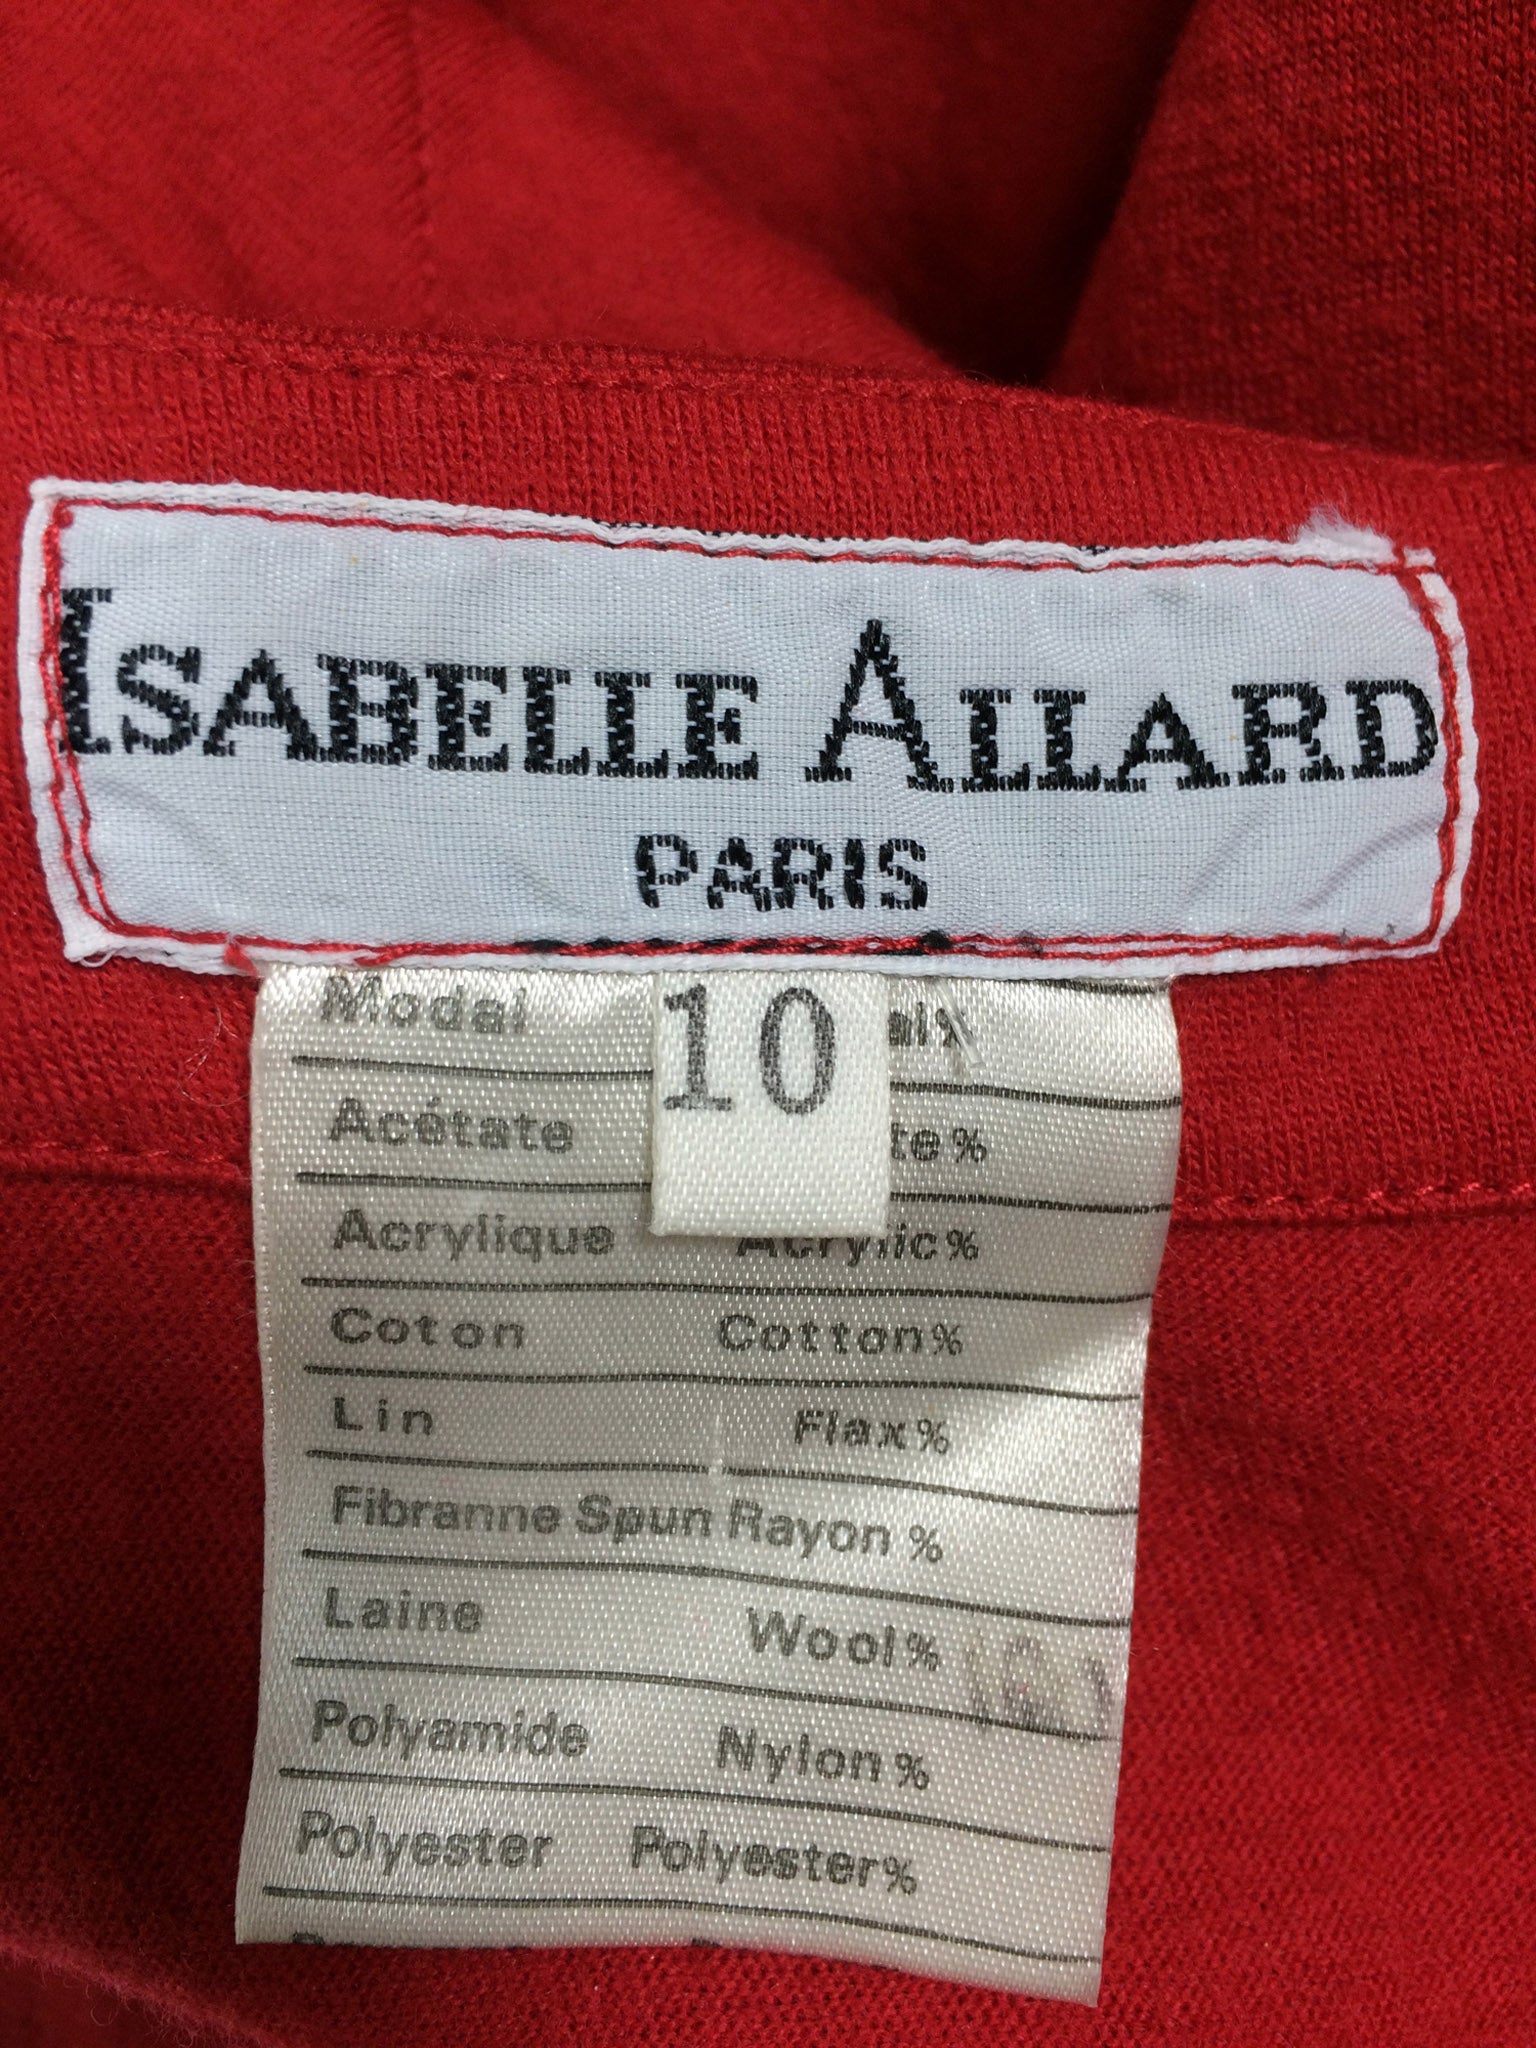 ISABELLE ALLARD
PARIS
10
Modal
Acétate %
Acrylique Acrylic%
Coton Cotton%
Lin Flax%
Fibranne Spun Rayon %
Laine Wool%
Polyamide Nylon%
Polyester Polyester%